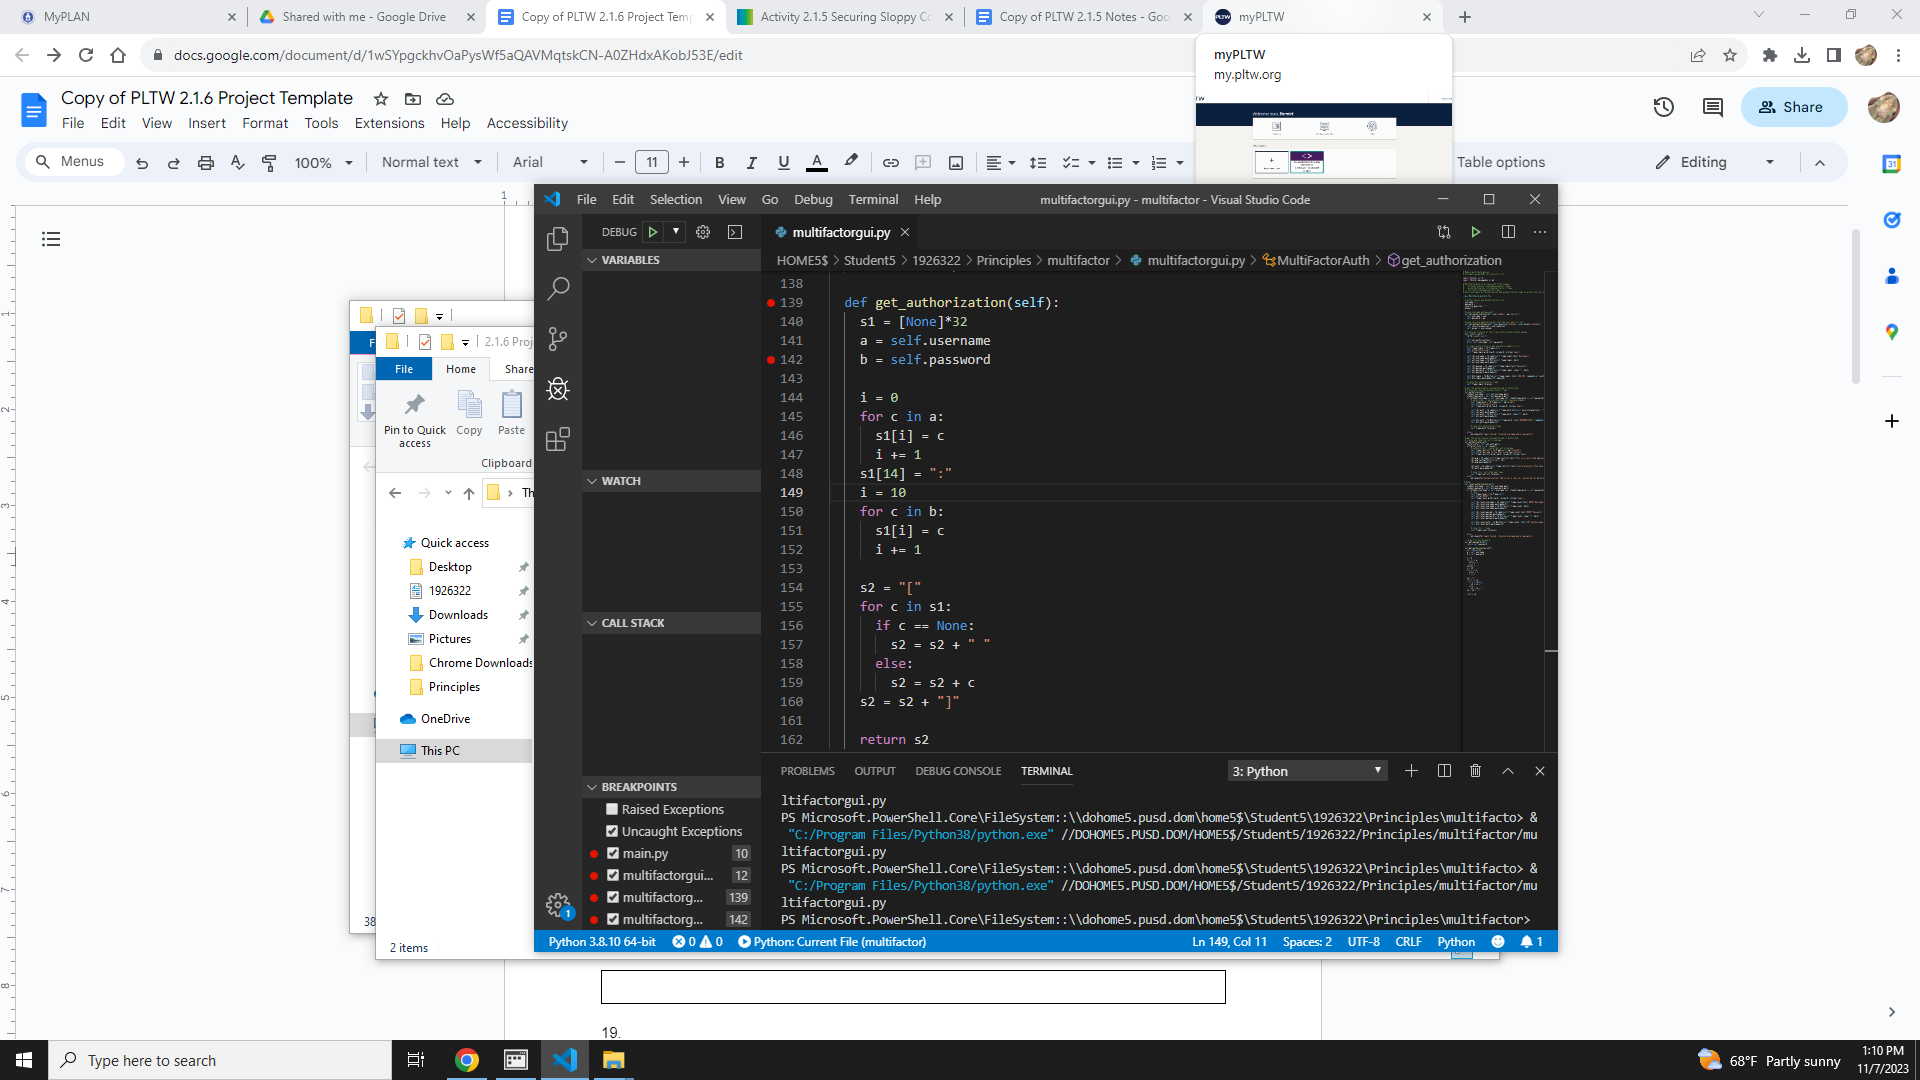 MyPLAN
Shared with me - Google Drive
Copy of PLTW 2.1.6 Project Temp
Activity 2.1.5 Securing Sloppy Co
Copy of PLTW 2.1.5 Notes - Goo
myPLTW
docs.google.com/document/d/1wSYpgckhvOaPysWf5aQAVMqtskCN-A0ZHdxAKobJ53E/edit
myPLTW
my.pltw.org
Copy of PLTW 2.1.6 Project Template
File Edit View Insert Format Tools Extensions Help Accessibility
Share
Menus
100%
Normal text
Arial
11
Table options
Editing
File Edit Selection View Go Debug Terminal Help
multifactorgui.py - multifactor - Visual Studio Code
DEBUG
multifactorgui.py
VARIABLES
HOME5$ > Student5 > 1926322 > Principles > multifactor > multifactorgui.py > MultiFactorAuth > get_authorization
138
139 def get_authorization(self):
140 s1 = [None]*32
141 a = self.username
142 b = self.password
143
144 i = 0
145 for c in a:
146 s1[i] = c
147 i += 1
148 s1[14] = ":"
149 i = 10
150 for c in b:
151 s1[i] = c
152 i += 1
153
154 s2 = "["
155 for c in s1:
156 if c == None:
157 s2 = s2 + " "
158 else:
159 s2 = s2 + c
160 s2 = s2 + "]"
161
162 return s2
WATCH
CALL STACK
BREAKPOINTS
Raised Exceptions
Uncaught Exceptions
main.py 10
multifactorgui... 12
multifactorg... 139
multifactorg... 142
PROBLEMS OUTPUT DEBUG CONSOLE TERMINAL
3: Python
ltifactorgui.py
PS Microsoft.PowerShell.Core\FileSystem::\\dohome5.pusd.dom\home5$\Student5\1926322\Principles\multifacto> &
"C:/Program Files/Python38/python.exe" //DOHOME5.PUSD.DOM/HOME5$/Student5/1926322/Principles/multifactor/mu
ltifactorgui.py
PS Microsoft.PowerShell.Core\FileSystem::\\dohome5.pusd.dom\home5$\Student5\1926322\Principles\multifacto> &
"C:/Program Files/Python38/python.exe" //DOHOME5.PUSD.DOM/HOME5$/Student5/1926322/Principles/multifactor/mu
ltifactorgui.py
PS Microsoft.PowerShell.Core\FileSystem::\\dohome5.pusd.dom\home5$\Student5\1926322\Principles\multifactor>
Python 3.8.10 64-bit
0 0
Python: Current File (multifactor)
Ln 149, Col 11
Spaces: 2
UTF-8
CRLF
Python
1
F
2.1.6 Proj
File Home Share
Pin to Quick access
Copy
Paste
Clipboard
Th
Quick access
Desktop
1926322
Downloads
Pictures
Chrome Downloads
Principles
OneDrive
This PC
38
2 items
19.
Type here to search
68°F Partly sunny
1:10 PM
11/7/2023